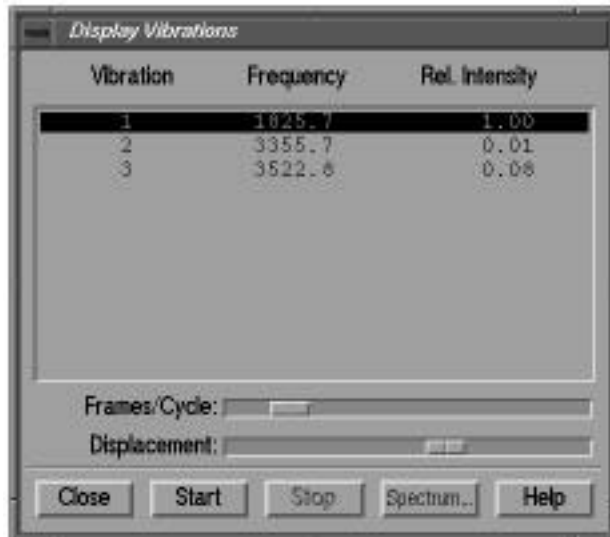 Display Vibrations
Vibration Frequency Rel. Intensity
1 1825.7 1.00
2 3355.7 0.01
3 3522.8 0.08
Frames/Cycle:
Displacement:
Close Start Stop Spectrum... Help